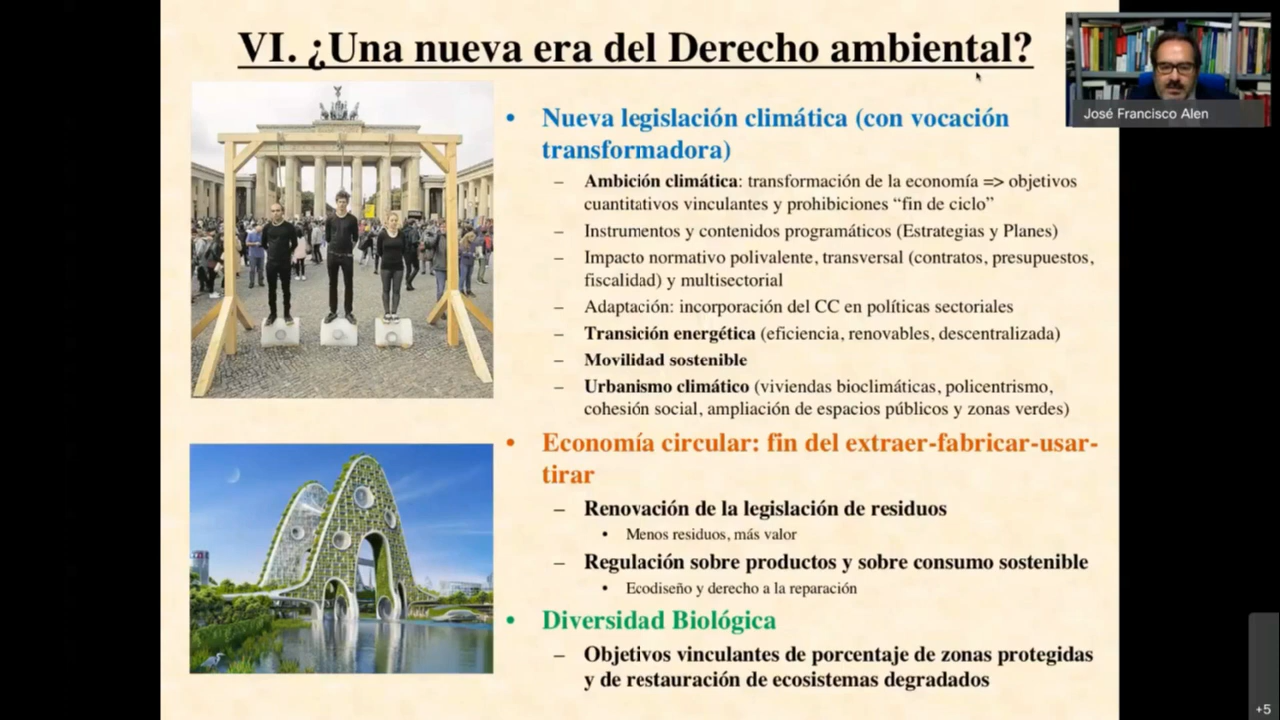 VI. ¿Una nueva era del Derecho ambiental?
José Francisco Alen
• Nueva legislación climática (con vocación
transformadora)
– Ambición climática: transformación de la economía => objetivos
cuantitativos vinculantes y prohibiciones “fin de ciclo”
– Instrumentos y contenidos programáticos (Estrategias y Planes)
– Impacto normativo polivalente, transversal (contratos, presupuestos,
fiscalidad) y multisectorial
– Adaptación: incorporación del CC en políticas sectoriales
– Transición energética (eficiencia, renovables, descentralizada)
– Movilidad sostenible
– Urbanismo climático (viviendas bioclimáticas, policentrismo,
cohesión social, ampliación de espacios públicos y zonas verdes)
• Economía circular: fin del extraer-fabricar-usar-
tirar
– Renovación de la legislación de residuos
• Menos residuos, más valor
– Regulación sobre productos y sobre consumo sostenible
• Ecodiseño y derecho a la reparación
• Diversidad Biológica
– Objetivos vinculantes de porcentaje de zonas protegidas
y de restauración de ecosistemas degradados
+5